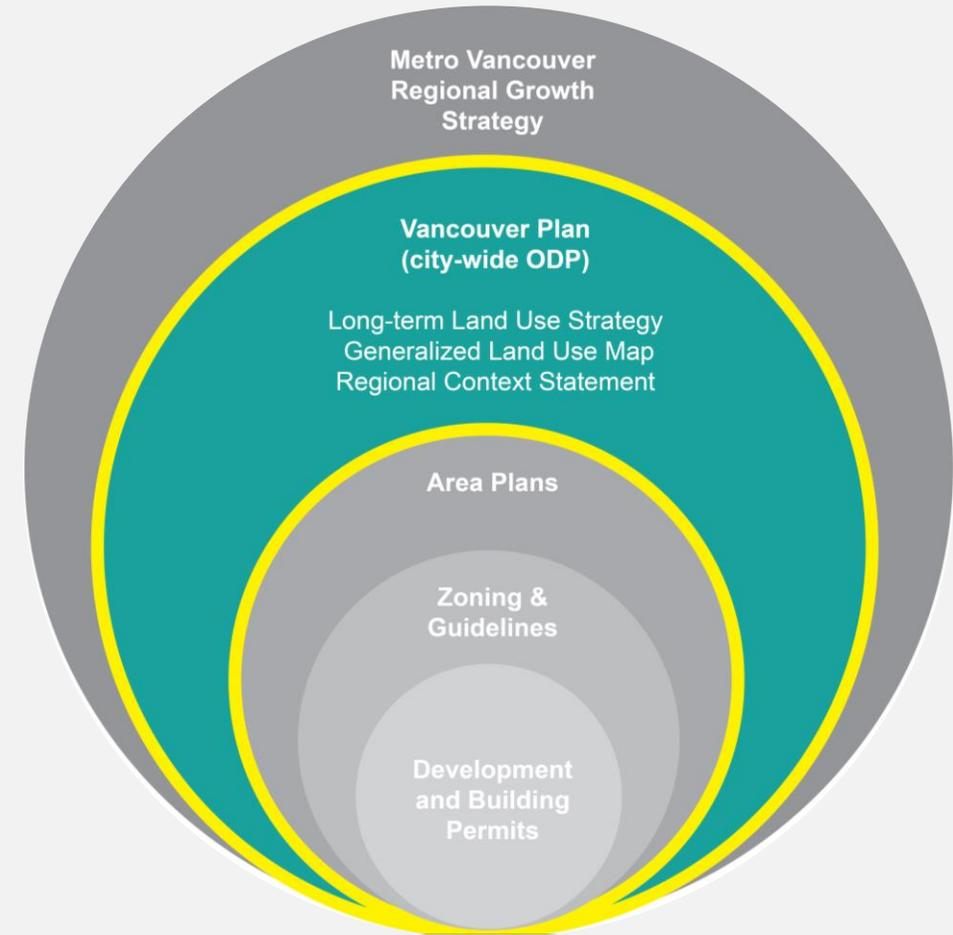 Metro Vancouver
Regional Growth
Strategy
Vancouver Plan
(city-wide ODP)
Long-term Land Use Strategy
Generalized Land Use Map
Regional Context Statement
Area Plans
Zoning &
Guidelines
Development
and Building
Permits